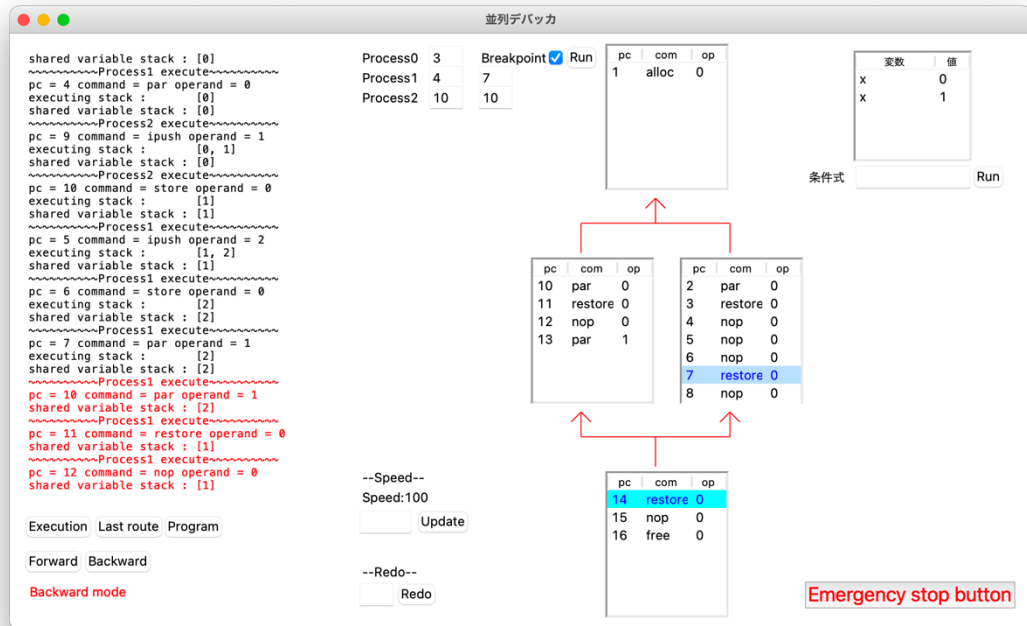 並列デバッカ
shared variable stack : [0]
~~~~~~~~~~Process1 execute~~~~~~~~~~
pc = 4 command = par operand = 0
executing stack :       [0]
shared variable stack : [0]
~~~~~~~~~~Process2 execute~~~~~~~~~~
pc = 9 command = ipush operand = 1
executing stack :       [0, 1]
shared variable stack : [0]
~~~~~~~~~~Process2 execute~~~~~~~~~~
pc = 10 command = store operand = 0
executing stack :       [1]
shared variable stack : [1]
~~~~~~~~~~Process1 execute~~~~~~~~~~
pc = 5 command = ipush operand = 2
executing stack :       [1, 2]
shared variable stack : [1]
~~~~~~~~~~Process1 execute~~~~~~~~~~
pc = 6 command = store operand = 0
executing stack :       [2]
shared variable stack : [2]
~~~~~~~~~~Process1 execute~~~~~~~~~~
pc = 7 command = par operand = 1
executing stack :       [2]
shared variable stack : [2]
~~~~~~~~~~Process1 execute~~~~~~~~~~
pc = 10 command = par operand = 1
shared variable stack : [2]
~~~~~~~~~~Process1 execute~~~~~~~~~~
pc = 11 command = restore operand = 0
shared variable stack : [1]
~~~~~~~~~~Process1 execute~~~~~~~~~~
pc = 12 command = nop operand = 0
shared variable stack : [1]
Execution Last route Program
Forward Backward
Backward mode
Process0 3 Breakpoint Run
Process1 4 7
Process2 10 10
--Speed--
Speed:100
Update
--Redo--
Redo
pc com op
1 alloc 0
pc com op
10 par 0
11 restore 0
12 nop 0
13 par 1
pc com op
2 par 0
3 restore 0
4 nop 0
5 nop 0
6 nop 0
7 restore 0
8 nop 0
pc com op
14 restore 0
15 nop 0
16 free 0
変数 値
x 0
x 1
条件式 Run
Emergency stop button